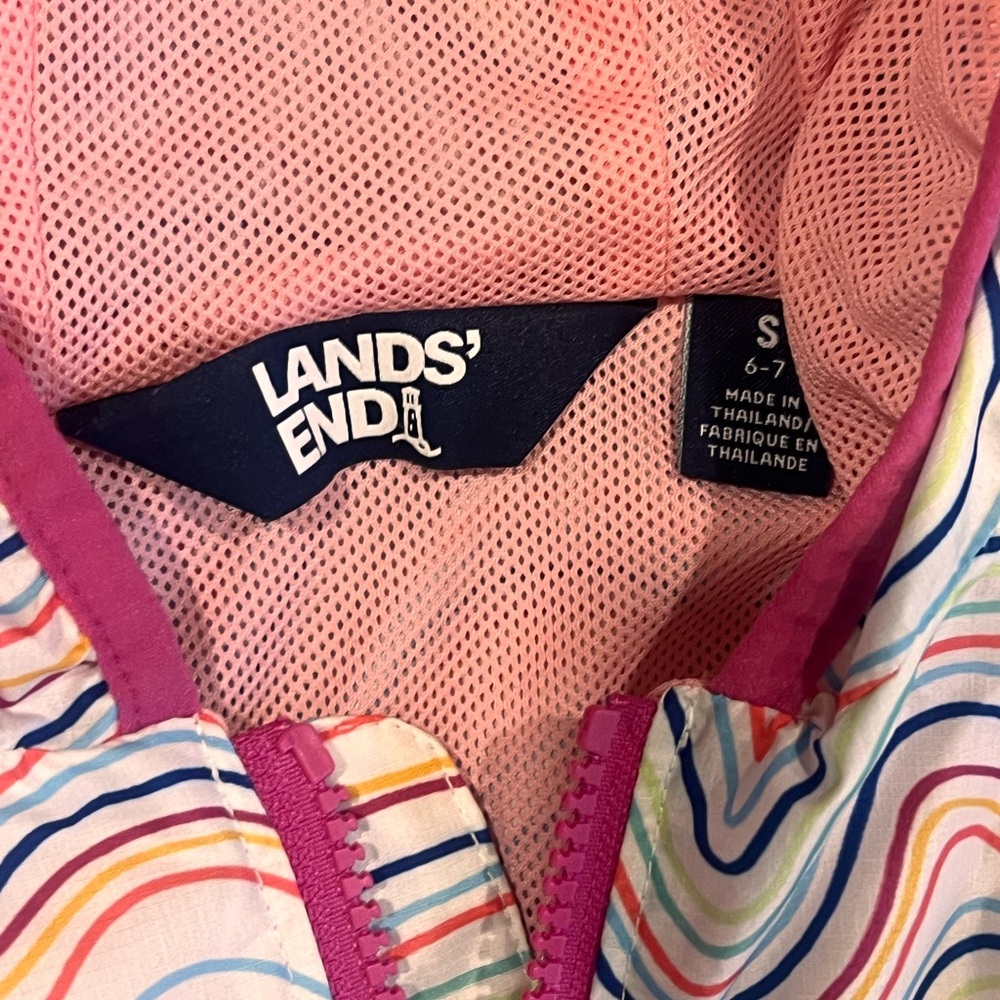 LANDS'
END
S
6-7
MADE IN
THAILAND/
FABRIQUE EN
THAILANDE